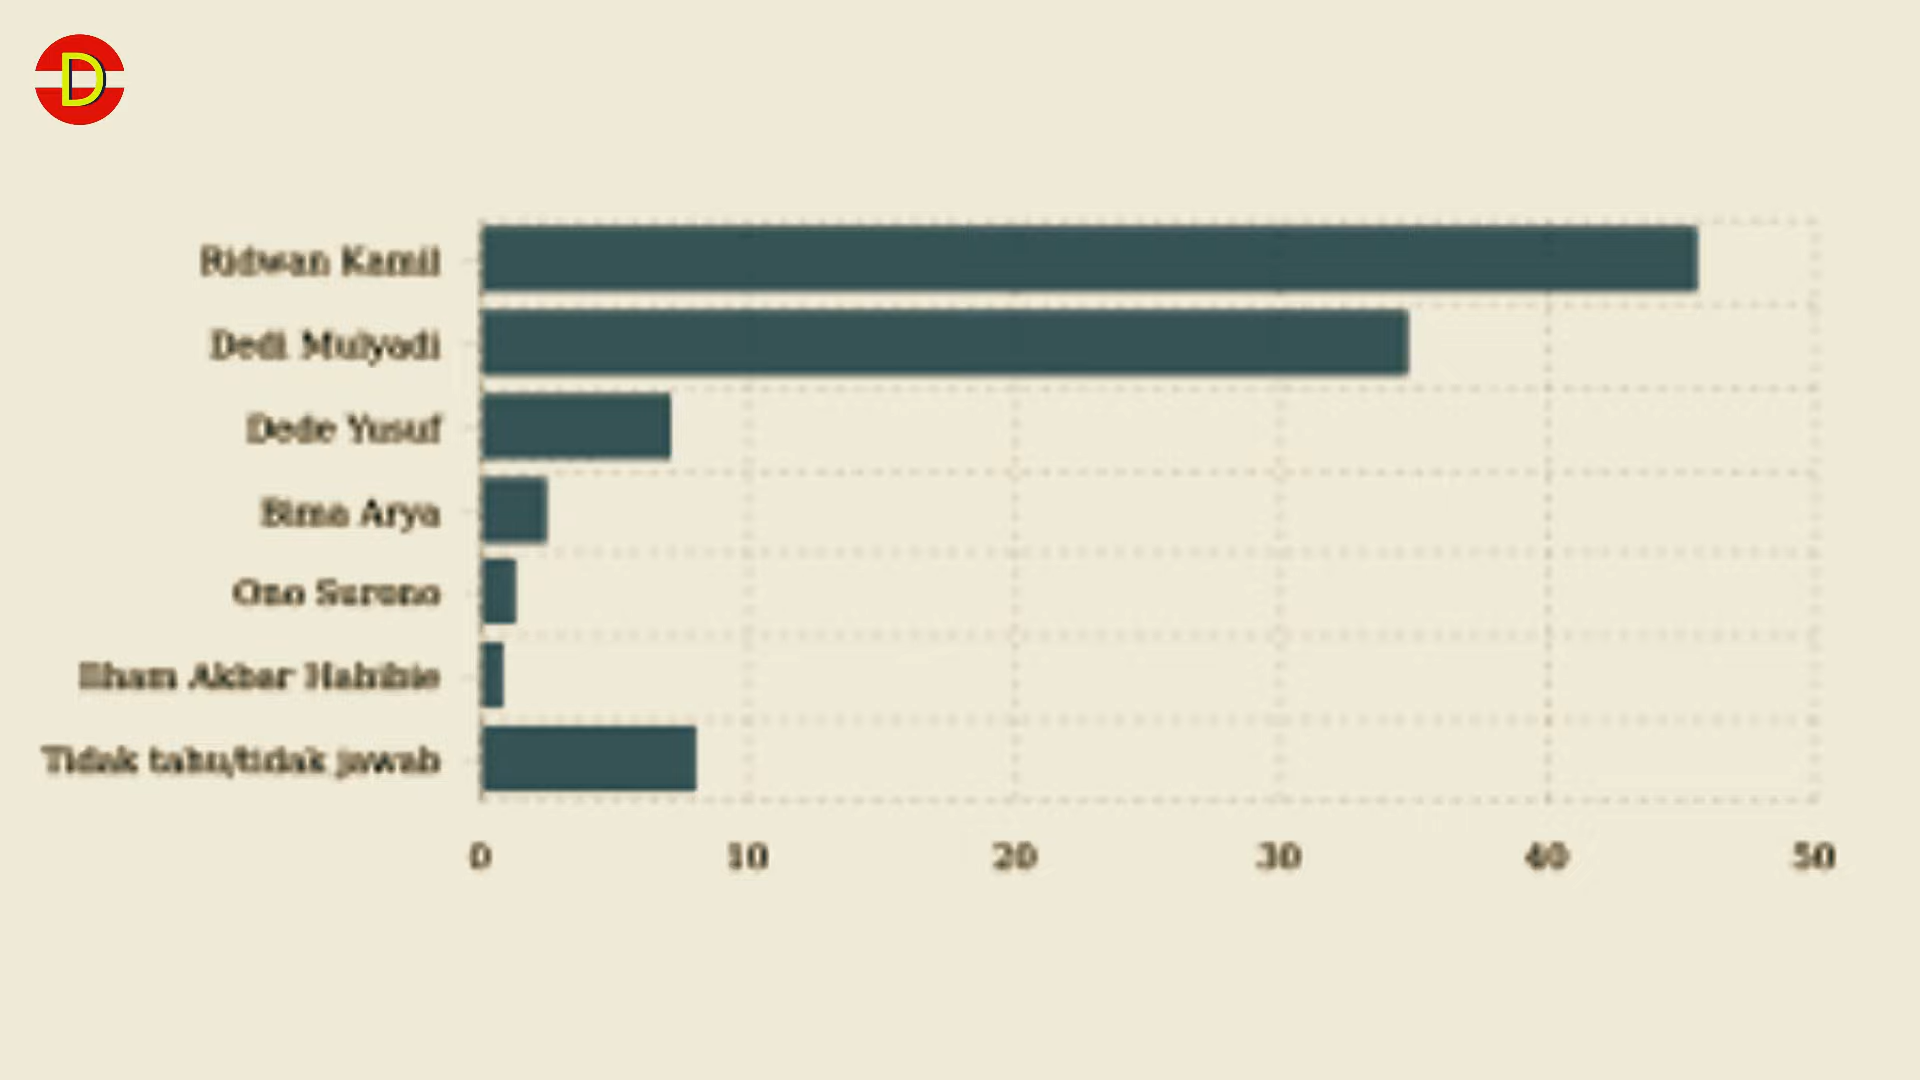 D
Ridwan Kamil
Dedi Mulyadi
Dede Yusuf
Bima Arya
Ono Surono
Ilham Akbar Habibie
Tidak tahu/tidak jawab
0 10 20 30 40 50